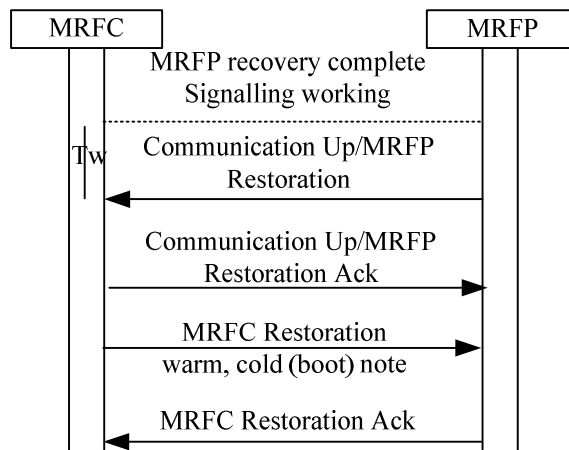 MRFC
MRFP
MRFP recovery complete
Signalling working
Tw
Communication Up/MRFP
Restoration
Communication Up/MRFP
Restoration Ack
MRFC Restoration
warm, cold (boot) note
MRFC Restoration Ack